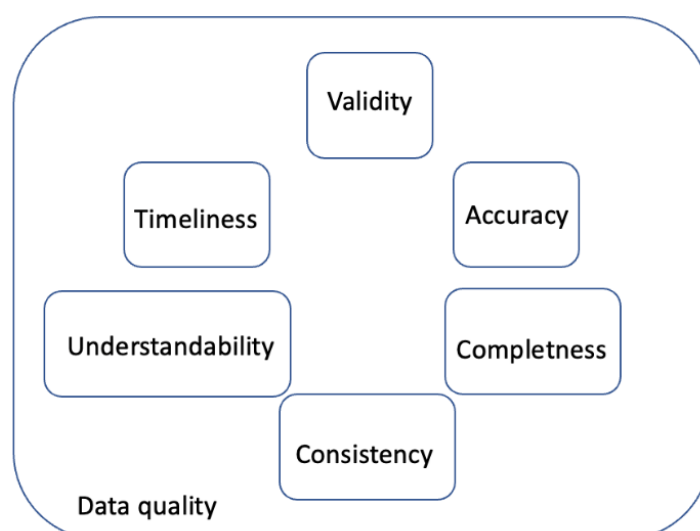 Validity
Timeliness
Accuracy
Understandability
Completness
Consistency
Data quality